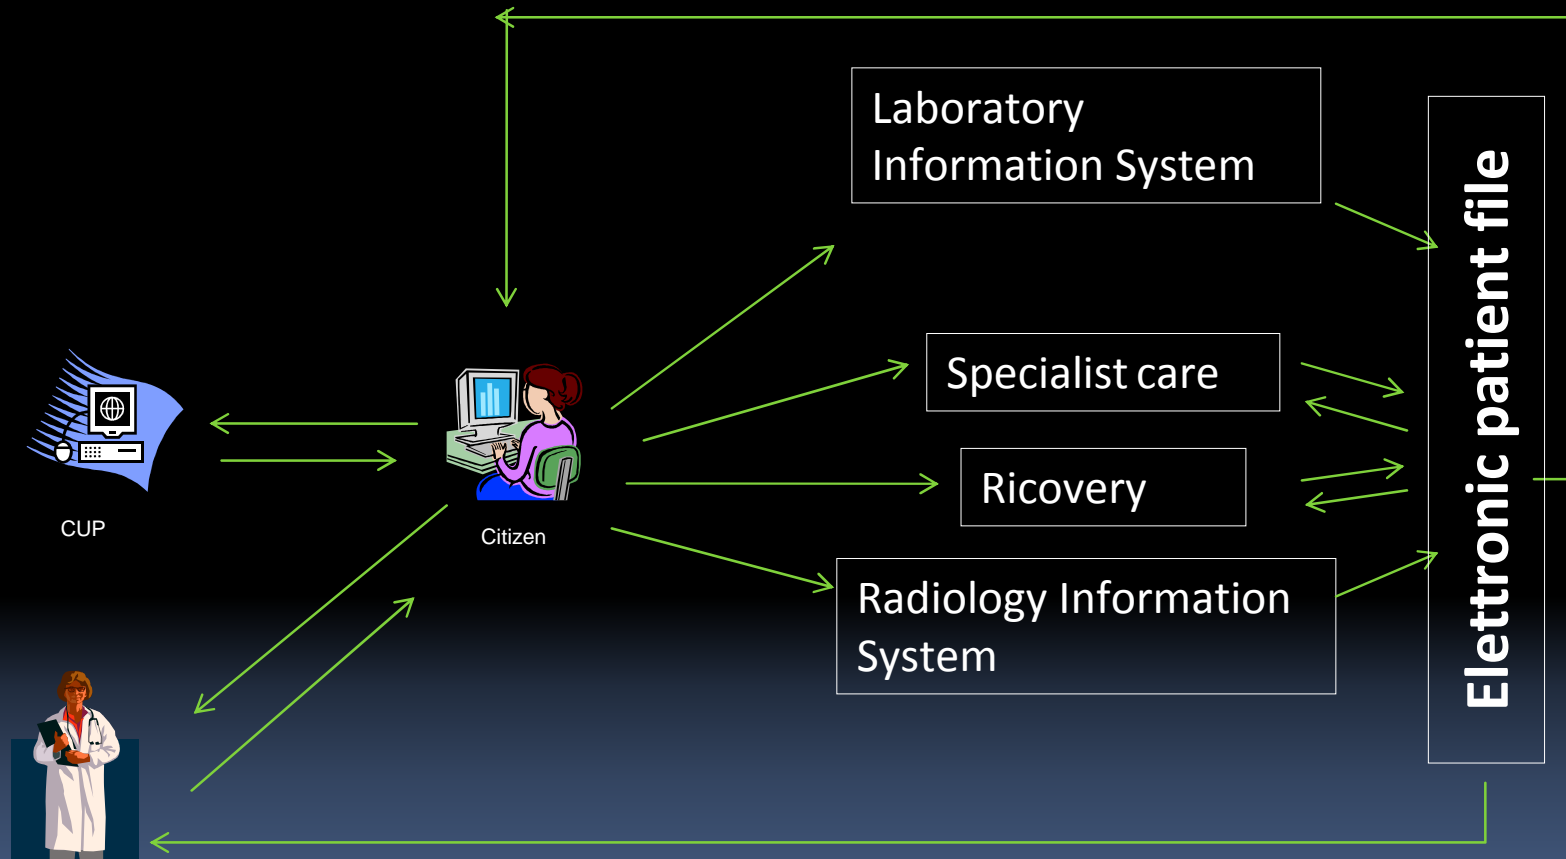 Laboratory
Information System
Specialist care
Ricovery
Radiology Information
System
Elettronic patient file
CUP
Citizen